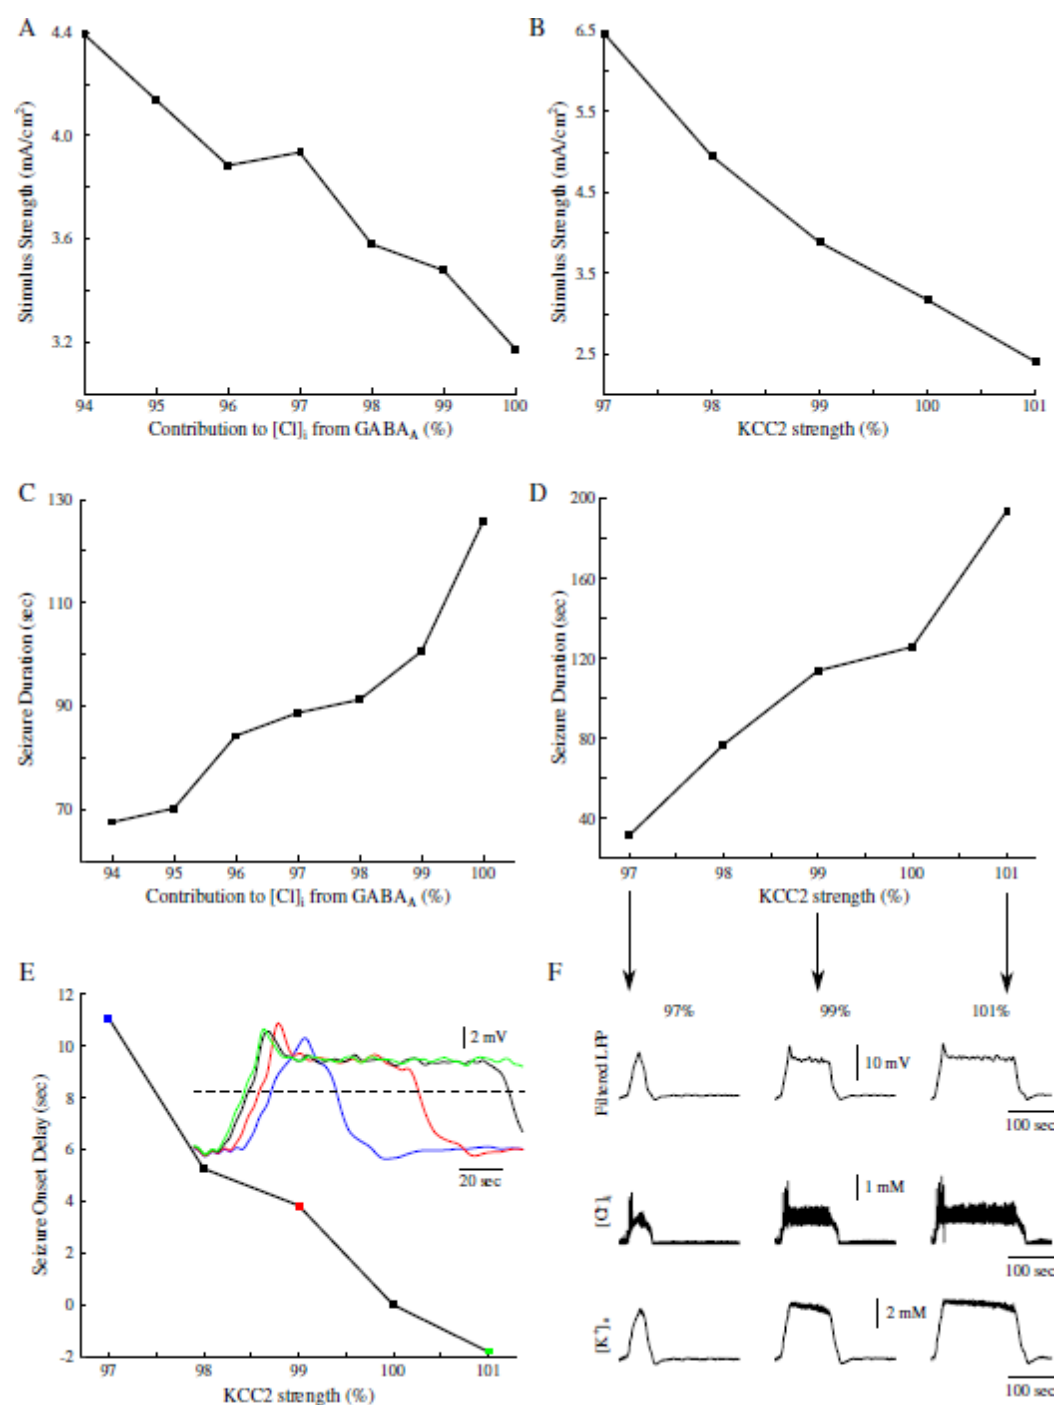 A
B
Stimulus Strength (mA/cm²)
4.4
4.0
3.6
3.2
94 95 96 97 98 99 100
Contribution to [Cl]ᵢ from GABA_A (%)
Stimulus Strength (mA/cm²)
6.5
5.5
4.5
3.5
2.5
97 98 99 100 101
KCC2 strength (%)
C
D
Seizure Duration (sec)
130
110
90
70
94 95 96 97 98 99 100
Contribution to [Cl]ᵢ from GABA_A (%)
Seizure Duration (sec)
200
160
120
80
40
97 98 99 100 101
KCC2 strength (%)
E
F
Seizure Onset Delay (sec)
12
10
8
6
4
2
0
-2
2 mV
20 sec
97 98 99 100 101
KCC2 strength (%)
97% 99% 101%
Filtered LFP
10 mV
100 sec
1 mM
100 sec
2 mM
100 sec